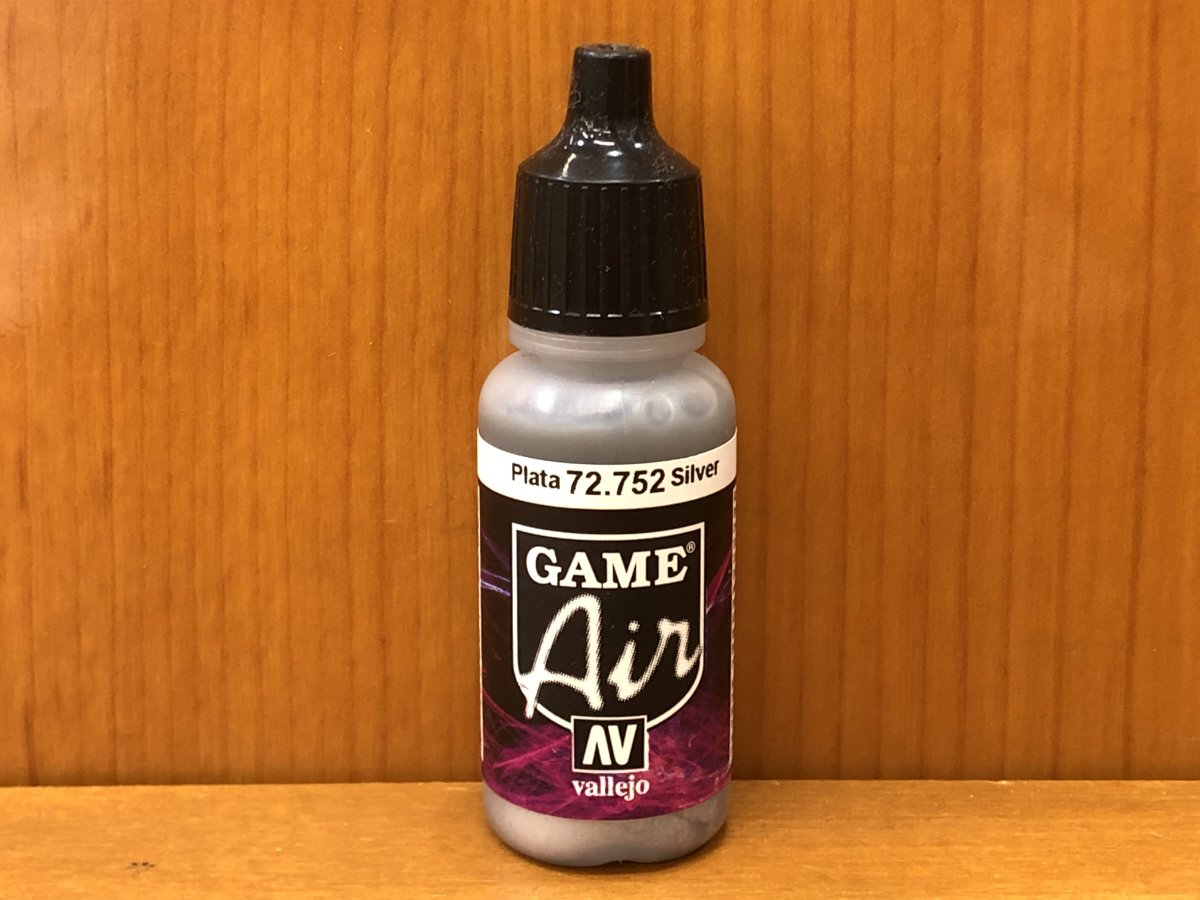 Plata 72.752 Silver
GAME®
Air
AV
vallejo